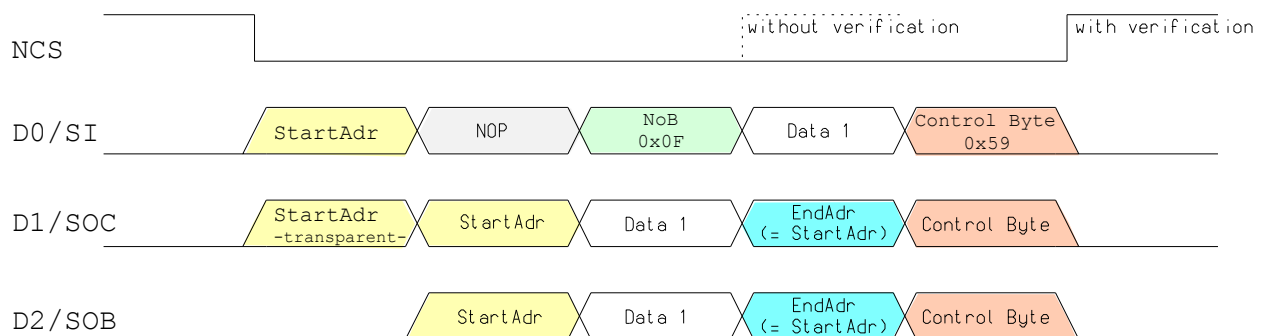 without verification
with verification
NCS
D0/SI
StartAdr
NOP
NoB
0x0F
Data 1
Control Byte
0x59
D1/SOC
StartAdr
-transparent-
StartAdr
Data 1
EndAdr
(= StartAdr)
Control Byte
D2/SOB
StartAdr
Data 1
EndAdr
(= StartAdr)
Control Byte